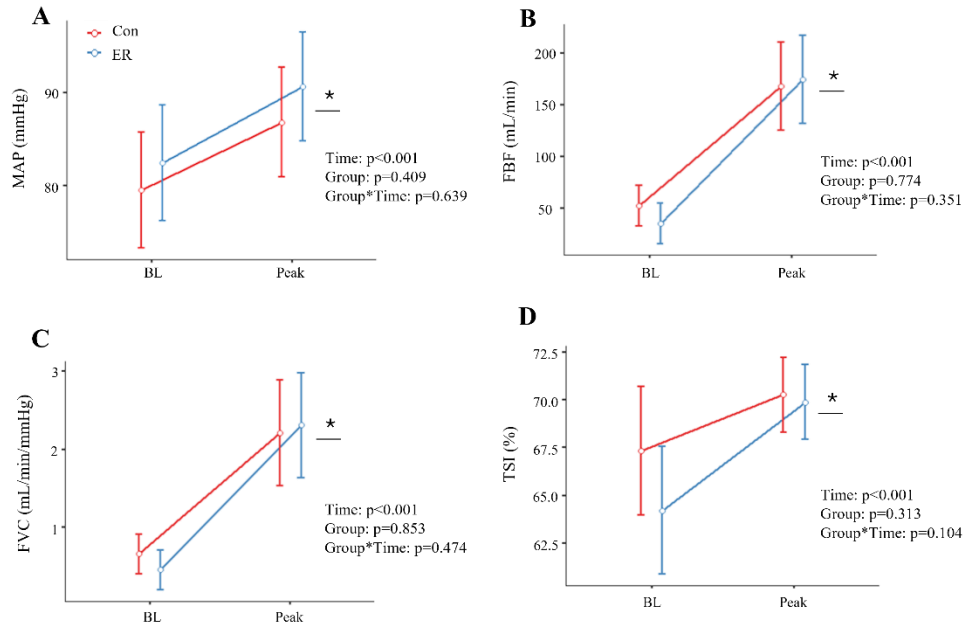 A
Con
ER
MAP (mmHg)
90
80
*
Time: p<0.001
Group: p=0.409
Group*Time: p=0.639
BL
Peak
B
FBF (mL/min)
200
150
100
50
*
Time: p<0.001
Group: p=0.774
Group*Time: p=0.351
BL
Peak
C
FVC (mL/min/mmHg)
3
2
1
*
Time: p<0.001
Group: p=0.853
Group*Time: p=0.474
BL
Peak
D
TSI (%)
72.5
70.0
67.5
65.0
62.5
*
Time: p<0.001
Group: p=0.313
Group*Time: p=0.104
BL
Peak